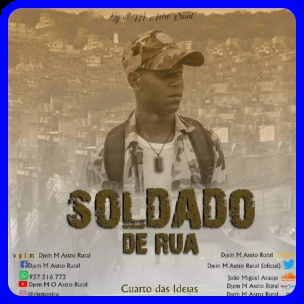 Djem M Astro Rural
SOLDADO
DE RUA
v g l m Djem M Astro Rural
Djem M Astro Rural
937 216 773
Djem M O Astro Rural
Djem M Astro Rural
Djem M Astro Rural (oficial)
João Miguel Araujo
Djem M Astro Rural
Cuarto das Ideias